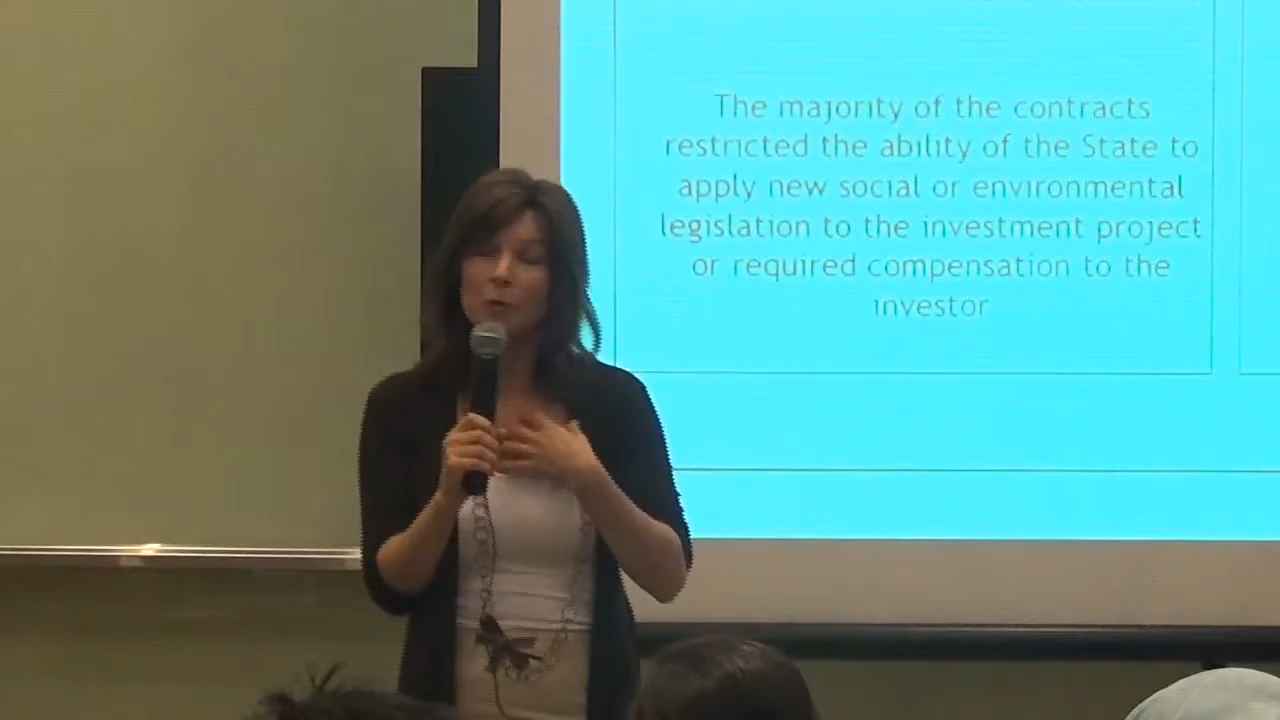 The majority of the contracts
restricted the ability of the State to
apply new social or environmental
legislation to the investment project
or required compensation to the
investor